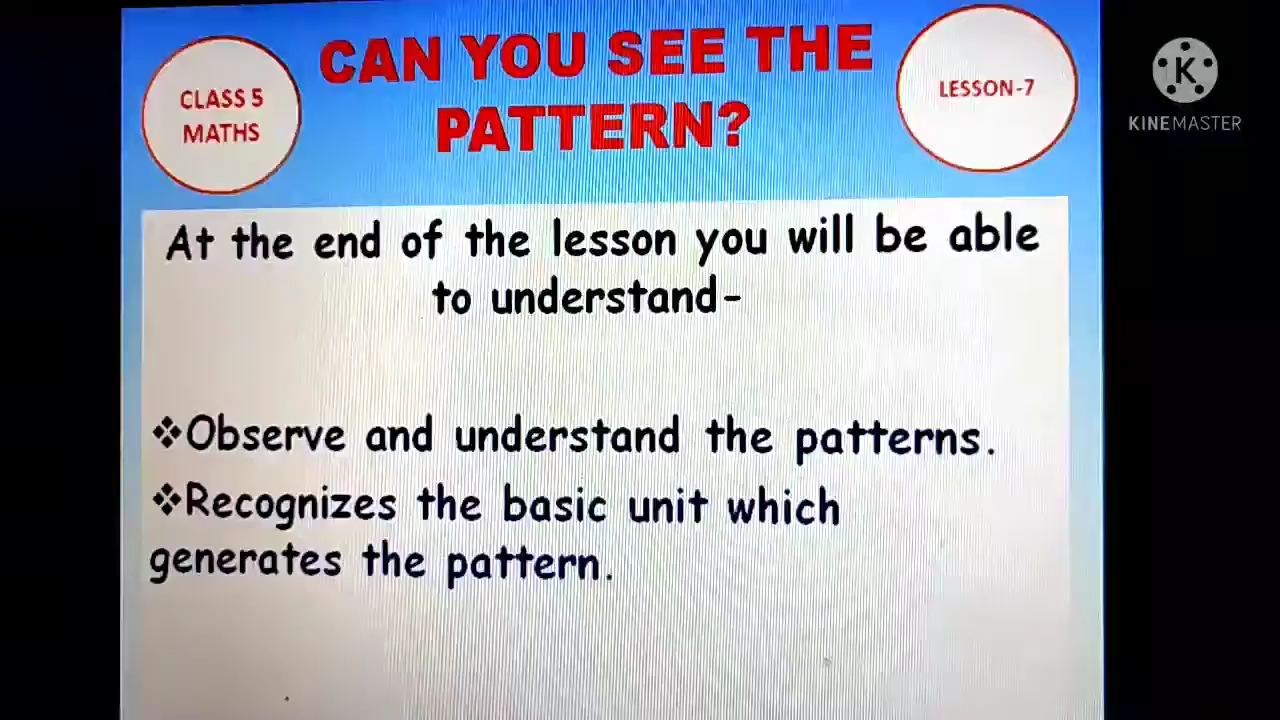 CLASS 5
MATHS
CAN YOU SEE THE
PATTERN?
LESSON-7
KINEMASTER
At the end of the lesson you will be able
to understand-
❖Observe and understand the patterns.
❖Recognizes the basic unit which
generates the pattern.